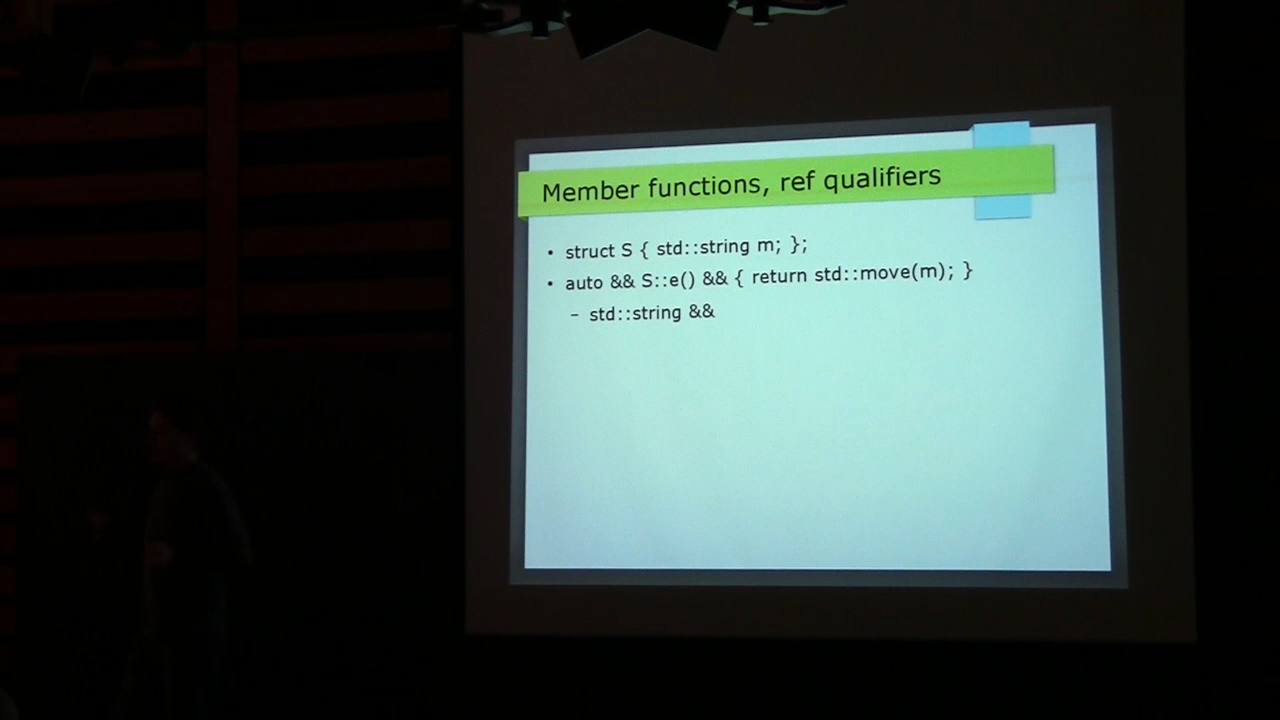 Member functions, ref qualifiers
• struct S { std::string m; };
• auto && S::e() && { return std::move(m); }
– std::string &&